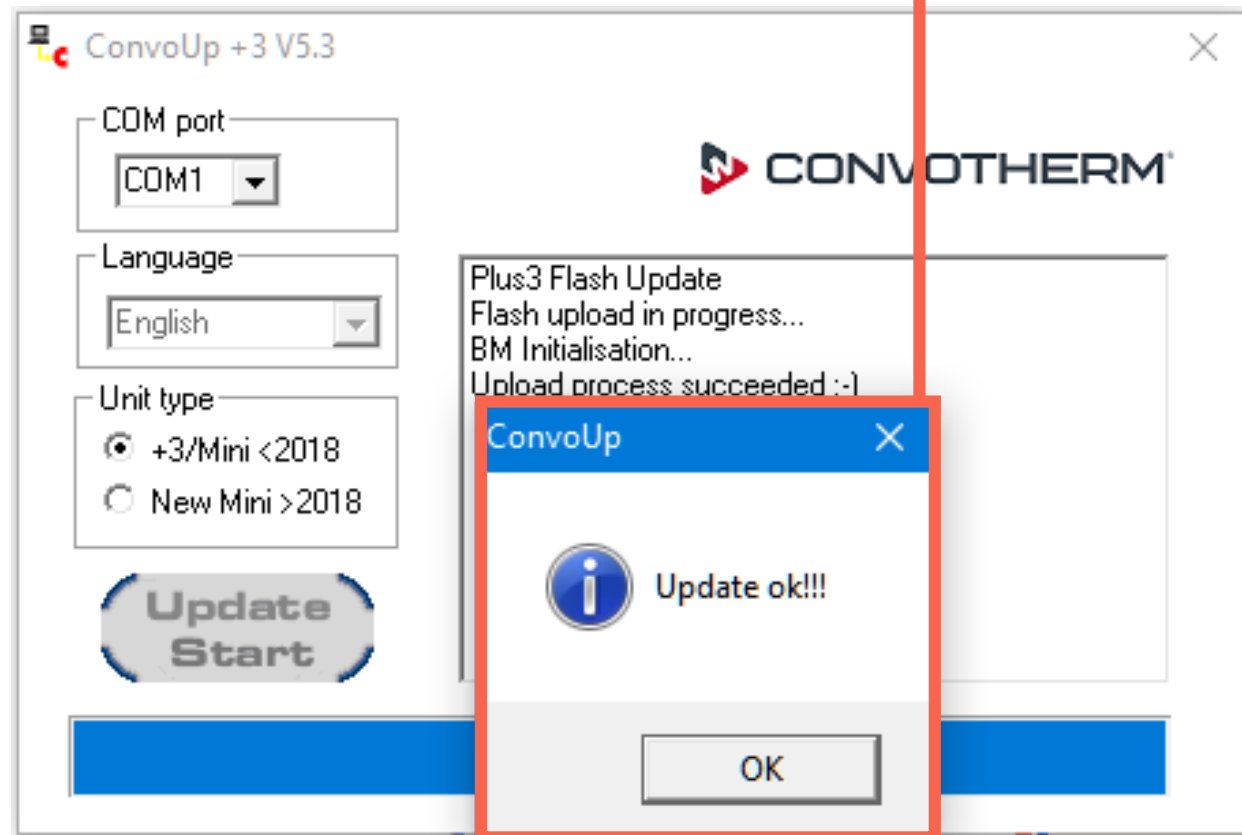 ConvoUp +3 V5.3
COM port
COM1
CONVOTHERM
Language
English
Unit type
+3/Mini <2018
New Mini >2018
Update
Start
Plus3 Flash Update
Flash upload in progress...
BM Initialisation...
Upload process succeeded :-)
ConvoUp
Update ok!!!
OK